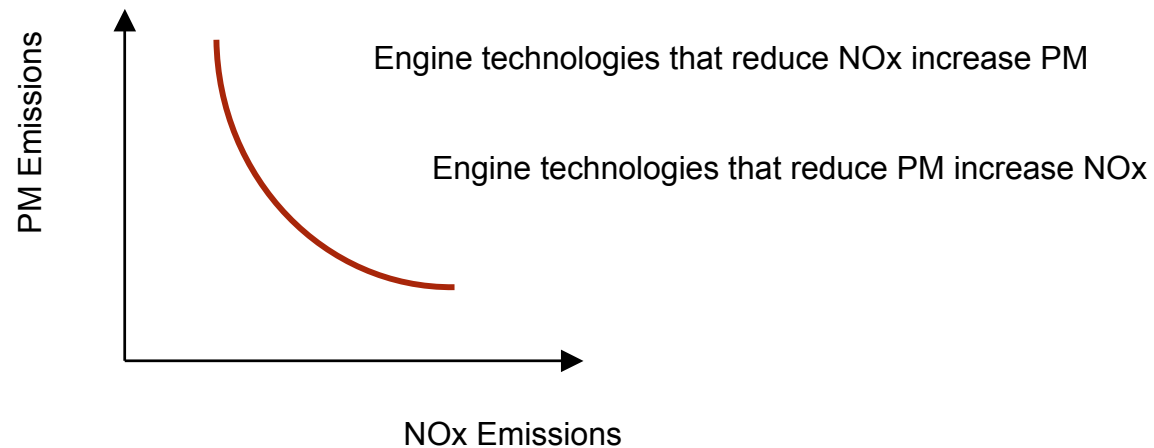 Engine technologies that reduce NOx increase PM
Engine technologies that reduce PM increase NOx
PM Emissions
NOx Emissions